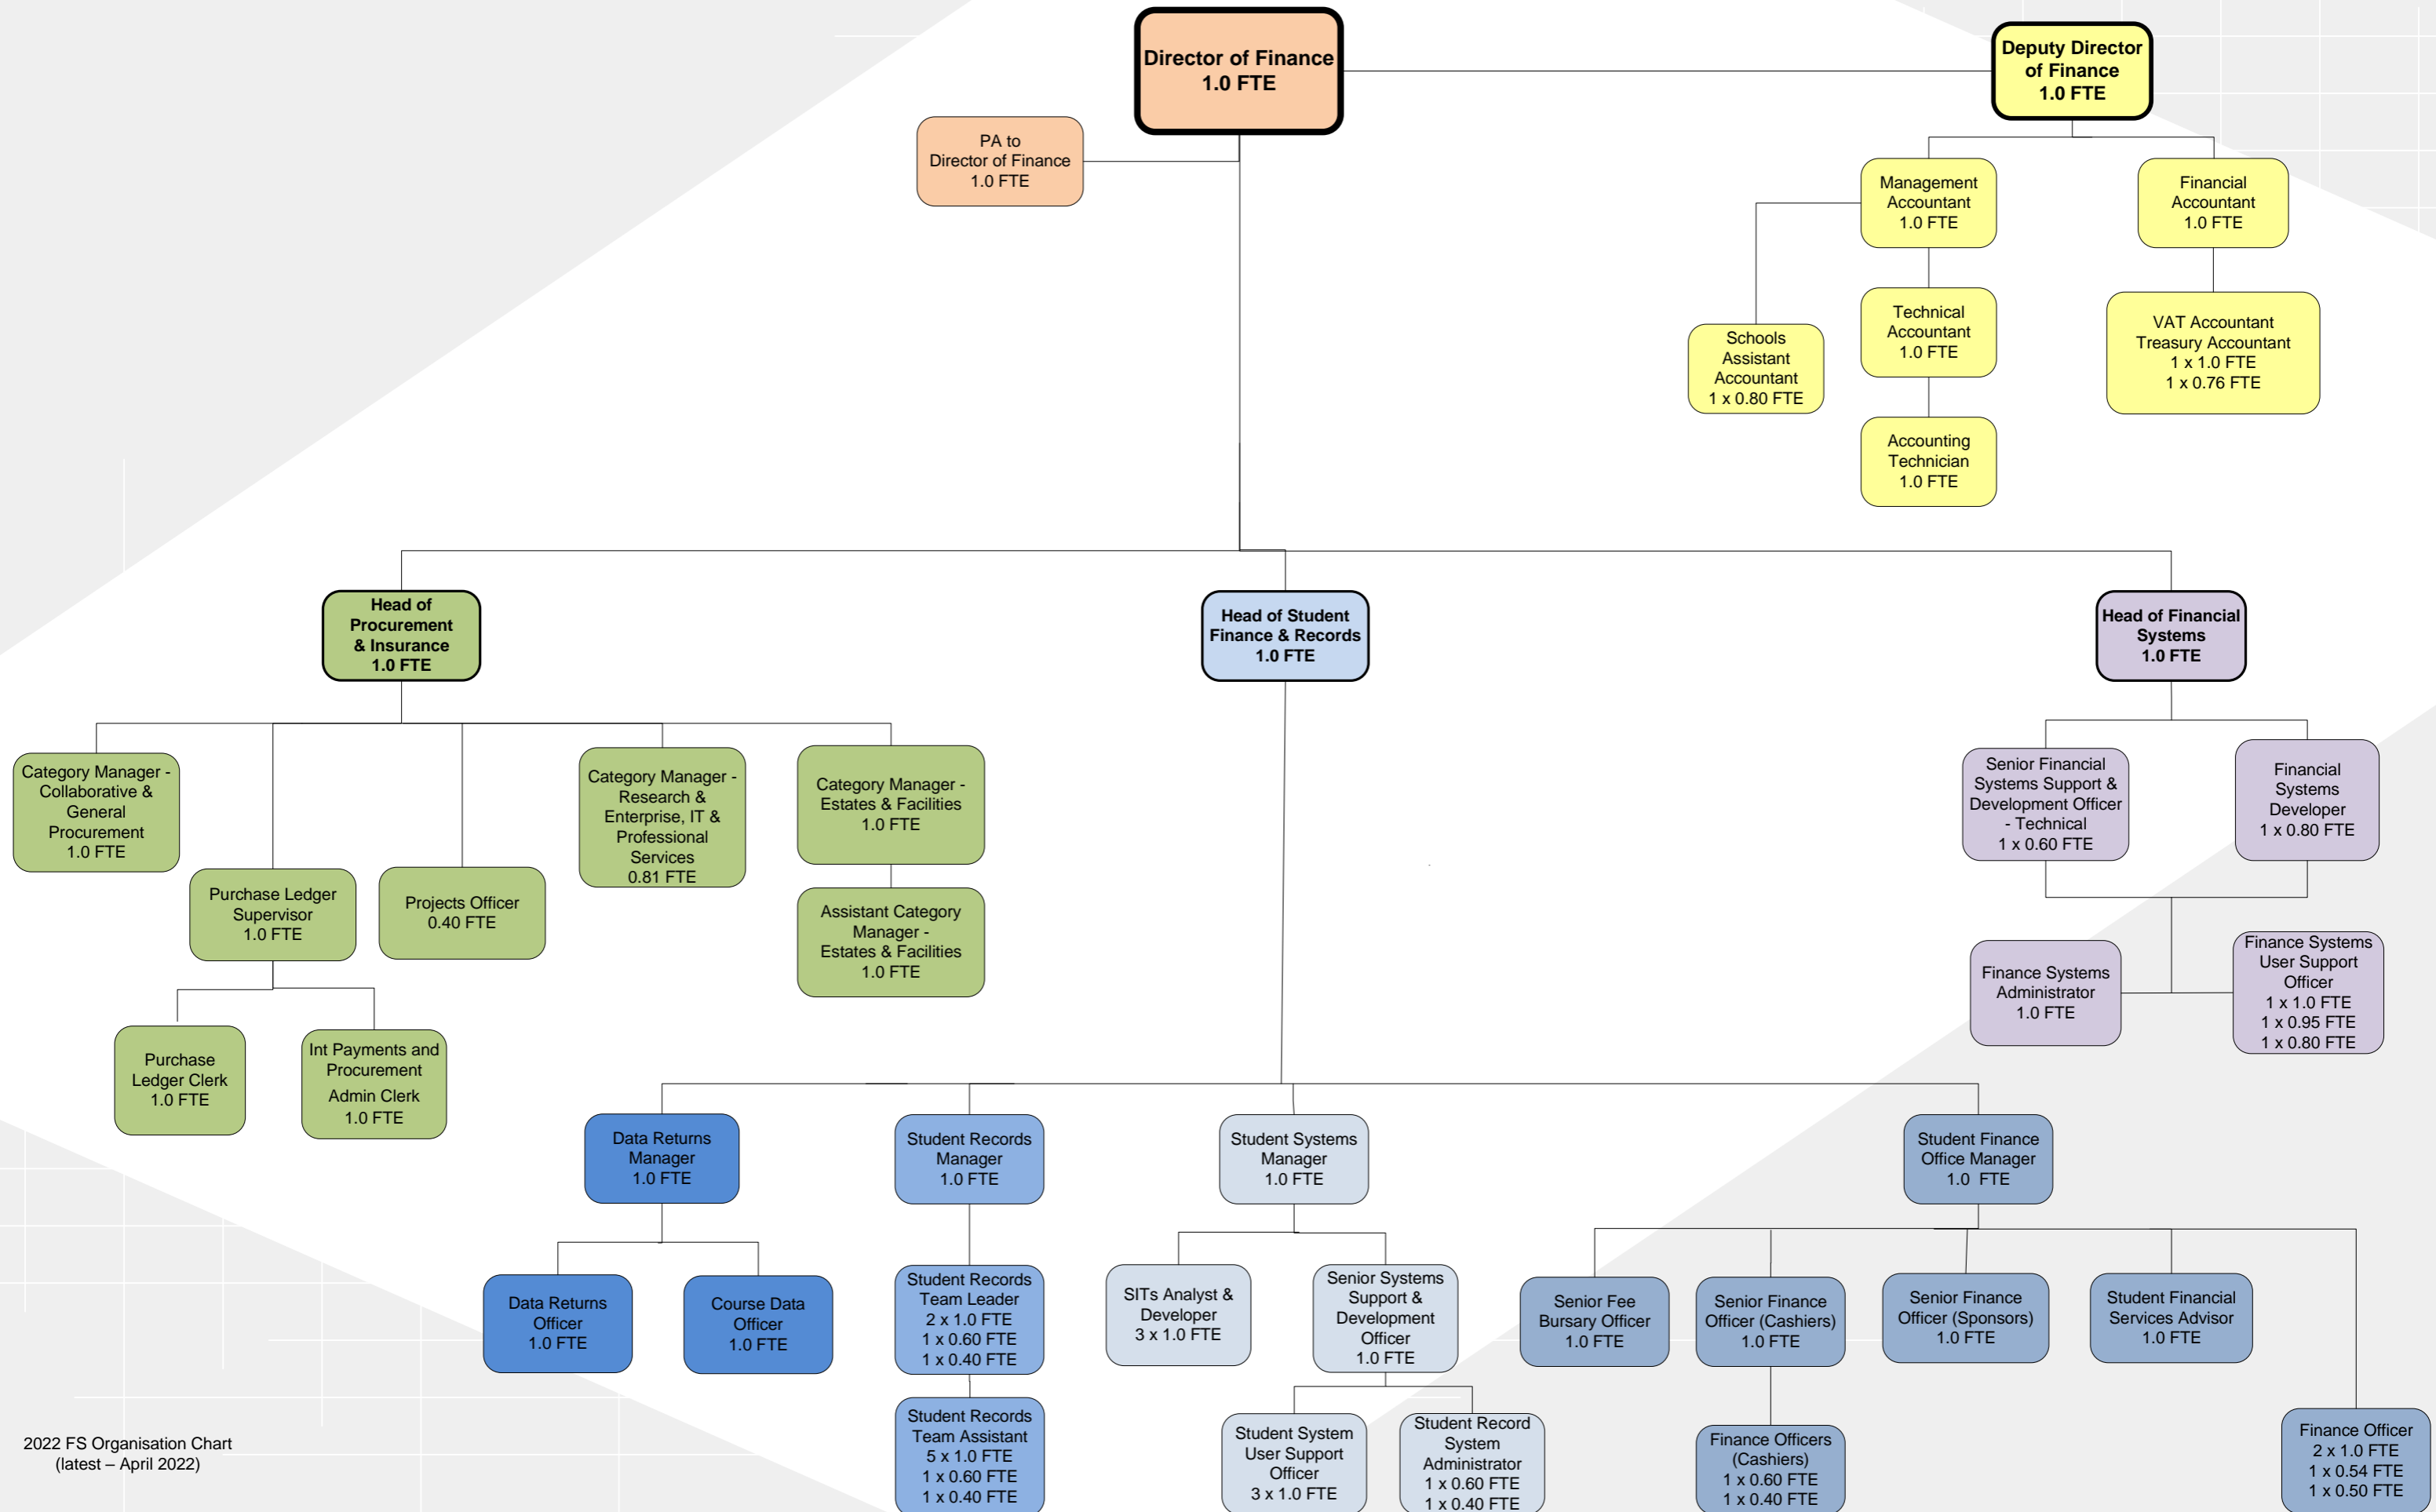 Director of Finance
1.0 FTE
Deputy Director
of Finance
1.0 FTE
PA to
Director of Finance
1.0 FTE
Management
Accountant
1.0 FTE
Financial
Accountant
1.0 FTE
Schools
Assistant
Accountant
1 x 0.80 FTE
Technical
Accountant
1.0 FTE
VAT Accountant
Treasury Accountant
1 x 1.0 FTE
1 x 0.76 FTE
Accounting
Technician
1.0 FTE
Head of
Procurement
& Insurance
1.0 FTE
Head of Student
Finance & Records
1.0 FTE
Head of Financial
Systems
1.0 FTE
Category Manager -
Collaborative &
General
Procurement
1.0 FTE
Purchase Ledger
Supervisor
1.0 FTE
Projects Officer
0.40 FTE
Category Manager -
Research &
Enterprise, IT &
Professional
Services
0.81 FTE
Category Manager -
Estates & Facilities
1.0 FTE
Assistant Category
Manager -
Estates & Facilities
1.0 FTE
Purchase
Ledger Clerk
1.0 FTE
Int Payments and
Procurement
Admin Clerk
1.0 FTE
Senior Financial
Systems Support &
Development Officer
- Technical
1 x 0.60 FTE
Financial
Systems
Developer
1 x 0.80 FTE
Finance Systems
Administrator
1.0 FTE
Finance Systems
User Support
Officer
1 x 1.0 FTE
1 x 0.95 FTE
1 x 0.80 FTE
Data Returns
Manager
1.0 FTE
Student Records
Manager
1.0 FTE
Student Systems
Manager
1.0 FTE
Student Finance
Office Manager
1.0 FTE
Data Returns
Officer
1.0 FTE
Course Data
Officer
1.0 FTE
Student Records
Team Leader
2 x 1.0 FTE
1 x 0.60 FTE
1 x 0.40 FTE
SITs Analyst &
Developer
3 x 1.0 FTE
Senior Systems
Support &
Development
Officer
1.0 FTE
Senior Fee
Bursary Officer
1.0 FTE
Senior Finance
Officer (Cashiers)
1.0 FTE
Senior Finance
Officer (Sponsors)
1.0 FTE
Student Financial
Services Advisor
1.0 FTE
Student Records
Team Assistant
5 x 1.0 FTE
1 x 0.60 FTE
1 x 0.40 FTE
Student System
User Support
Officer
3 x 1.0 FTE
Student Record
System
Administrator
1 x 0.60 FTE
1 x 0.40 FTE
Finance Officers
(Cashiers)
1 x 0.60 FTE
1 x 0.40 FTE
Finance Officer
2 x 1.0 FTE
1 x 0.54 FTE
1 x 0.50 FTE
2022 FS Organisation Chart
(latest – April 2022)